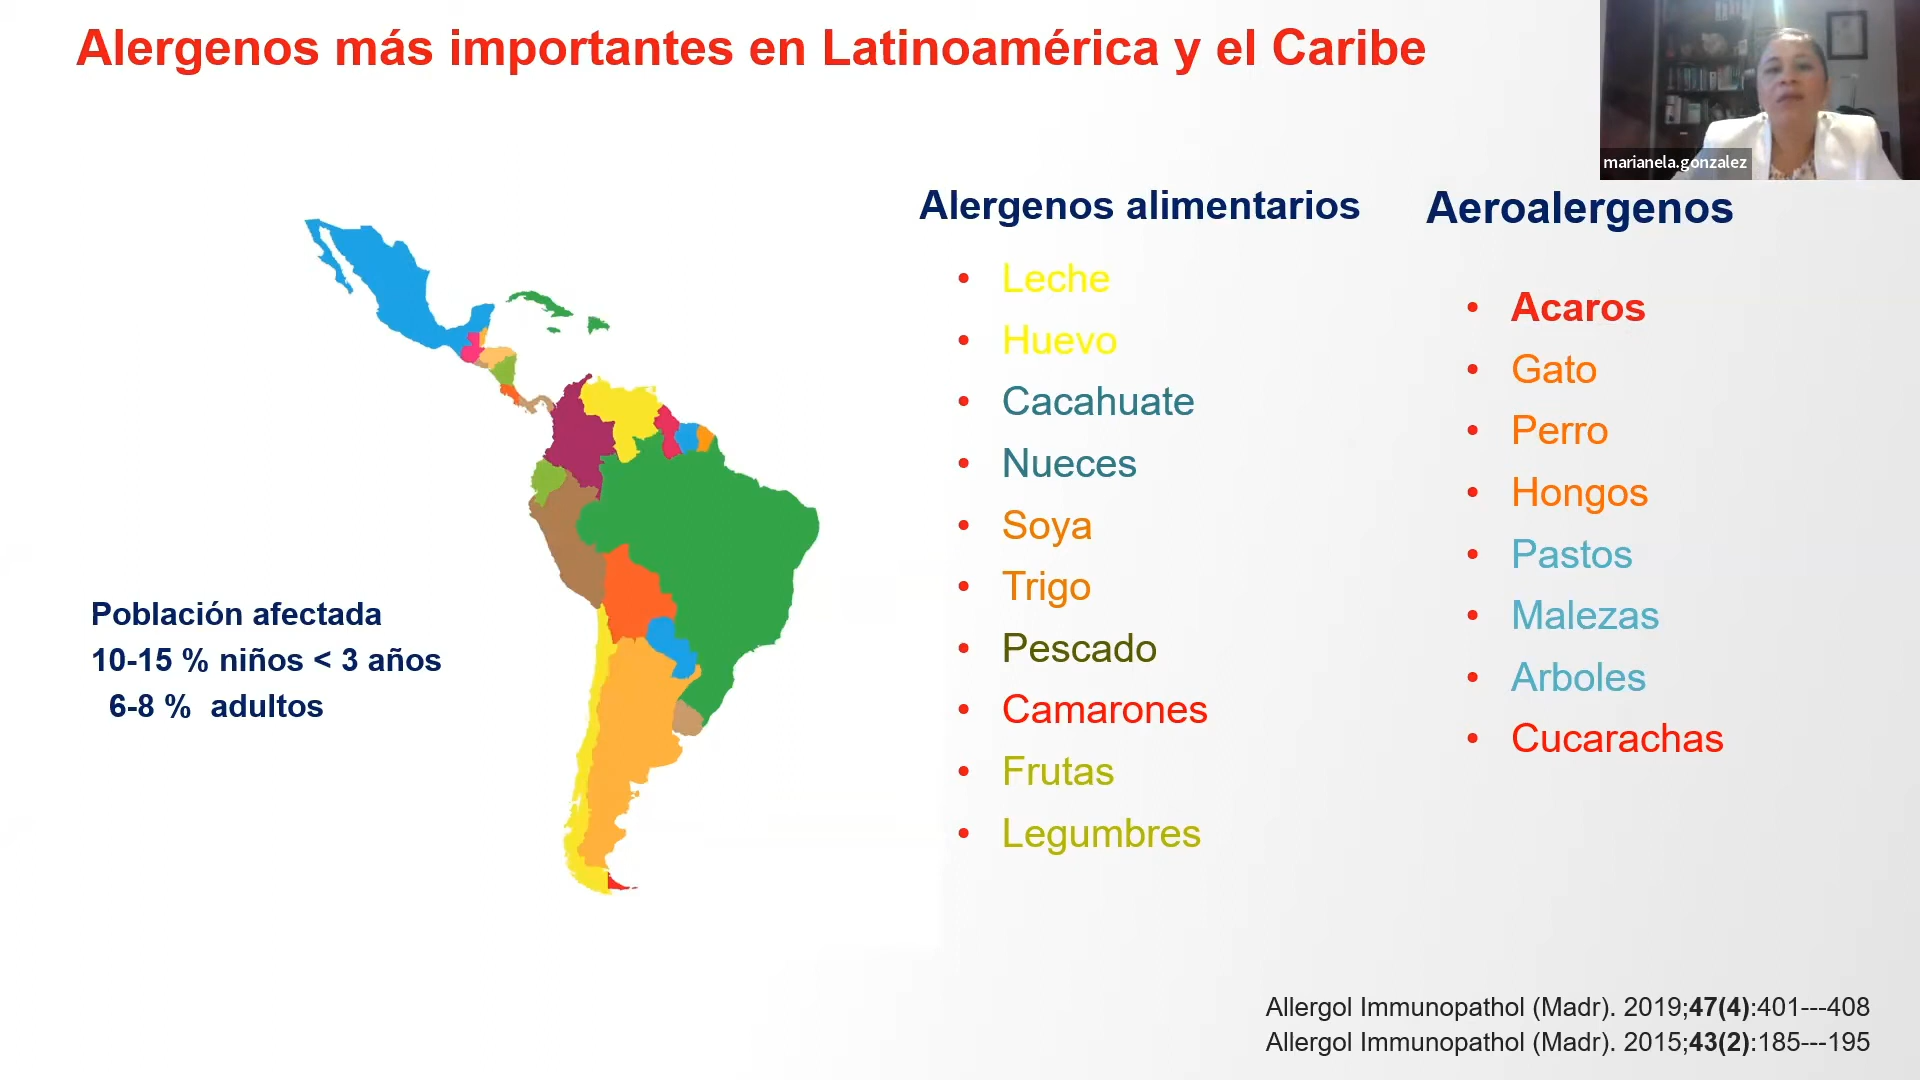 Alergenos más importantes en Latinoamérica y el Caribe
marianela.gonzalez
Población afectada
10-15 % niños < 3 años
6-8 % adultos
Alergenos alimentarios
• Leche
• Huevo
• Cacahuate
• Nueces
• Soya
• Trigo
• Pescado
• Camarones
• Frutas
• Legumbres
Aeroalergenos
• Acaros
• Gato
• Perro
• Hongos
• Pastos
• Malezas
• Arboles
• Cucarachas
Allergol Immunopathol (Madr). 2019;47(4):401---408
Allergol Immunopathol (Madr). 2015;43(2):185---195